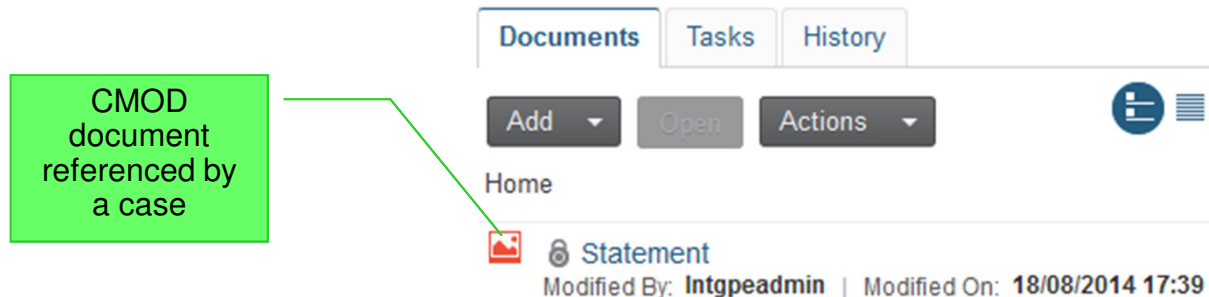 Documents Tasks History
CMOD
document
referenced by
a case
Add Open Actions
Home
Statement
Modified By: Intgpeadmin | Modified On: 18/08/2014 17:39